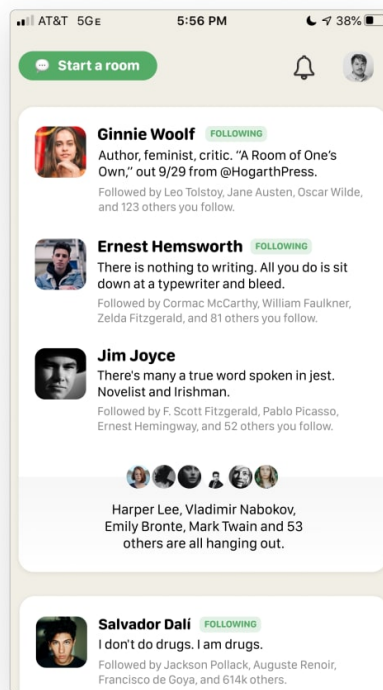 AT&T 5GE 5:56 PM 38%
Start a room
Ginnie Woolf FOLLOWING
Author, feminist, critic. “A Room of One’s
Own,” out 9/29 from @HogarthPress.
Followed by Leo Tolstoy, Jane Austen, Oscar Wilde,
and 123 others you follow.
Ernest Hemsworth FOLLOWING
There is nothing to writing. All you do is sit
down at a typewriter and bleed.
Followed by Cormac McCarthy, William Faulkner,
Zelda Fitzgerald, and 81 others you follow.
Jim Joyce
There's many a true word spoken in jest.
Novelist and Irishman.
Followed by F. Scott Fitzgerald, Pablo Picasso,
Ernest Hemingway, and 52 others you follow.
Harper Lee, Vladimir Nabokov,
Emily Bronte, Mark Twain and 53
others are all hanging out.
Salvador Dalí FOLLOWING
I don't do drugs. I am drugs.
Followed by Jackson Pollack, Auguste Renoir,
Francisco de Goya, and 614k others.